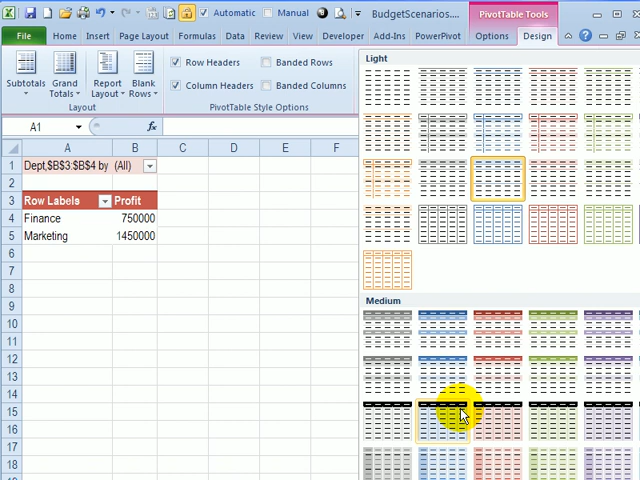 Automatic Manual BudgetScenarios.... PivotTable Tools
File Home Insert Page Layout Formulas Data Review View Developer Add-Ins PowerPivot Options Design
Subtotals Grand Totals Report Layout Blank Rows
Row Headers Banded Rows
Column Headers Banded Columns
Layout PivotTable Style Options
A1 fx
A B C D E F
1 Dept,$B$3:$B$4 by (All)
2
3 Row Labels Profit
4 Finance 750000
5 Marketing 1450000
6
7
8
9
10
11
12
13
14
15
16
17
18
Light
Medium